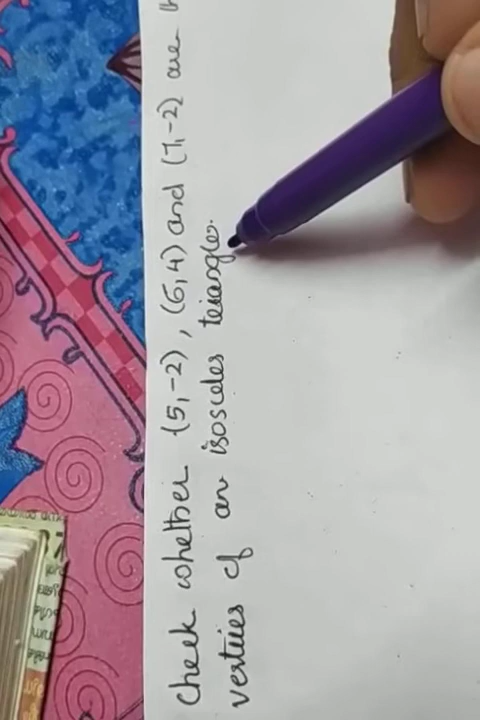 Check whether (5,-2), (6,4) and (7,-2) are
vertices of an isosceles triangle.